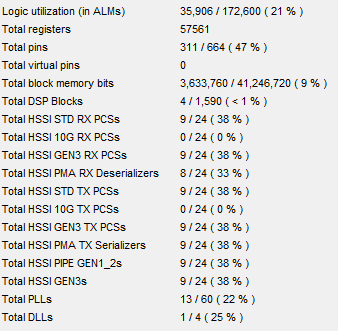 Logic utilization (in ALMs) 35,906 / 172,600 ( 21 % )
Total registers 57561
Total pins 311 / 664 ( 47 % )
Total virtual pins 0
Total block memory bits 3,633,760 / 41,246,720 ( 9 % )
Total DSP Blocks 4 / 1,590 ( < 1 % )
Total HSSI STD RX PCSs 9 / 24 ( 38 % )
Total HSSI 10G RX PCSs 0 / 24 ( 0 % )
Total HSSI GEN3 RX PCSs 9 / 24 ( 38 % )
Total HSSI PMA RX Deserializers 8 / 24 ( 33 % )
Total HSSI STD TX PCSs 9 / 24 ( 38 % )
Total HSSI 10G TX PCSs 0 / 24 ( 0 % )
Total HSSI GEN3 TX PCSs 9 / 24 ( 38 % )
Total HSSI PMA TX Serializers 9 / 24 ( 38 % )
Total HSSI PIPE GEN1_2s 9 / 24 ( 38 % )
Total HSSI GEN3s 9 / 24 ( 38 % )
Total PLLs 13 / 60 ( 22 % )
Total DLLs 1 / 4 ( 25 % )